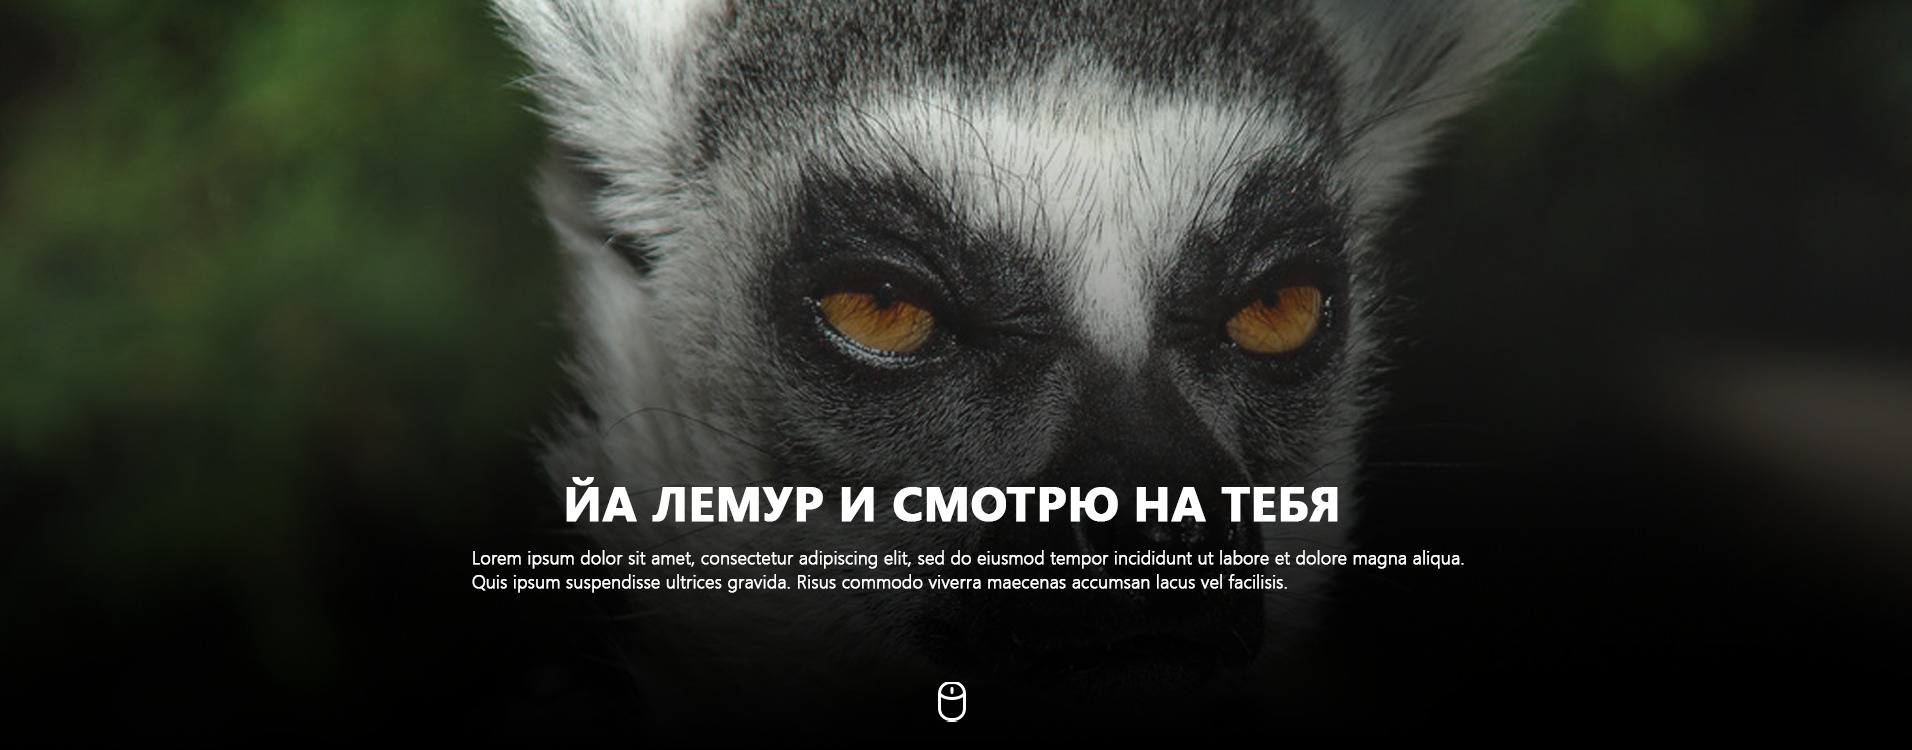 ЙА ЛЕМУР И СМОТРЮ НА ТЕБЯ
Lorem ipsum dolor sit amet, consectetur adipiscing elit, sed do eiusmod tempor incididunt ut labore et dolore magna aliqua.
Quis ipsum suspendisse ultrices gravida. Risus commodo viverra maecenas accumsan lacus vel facilisis.